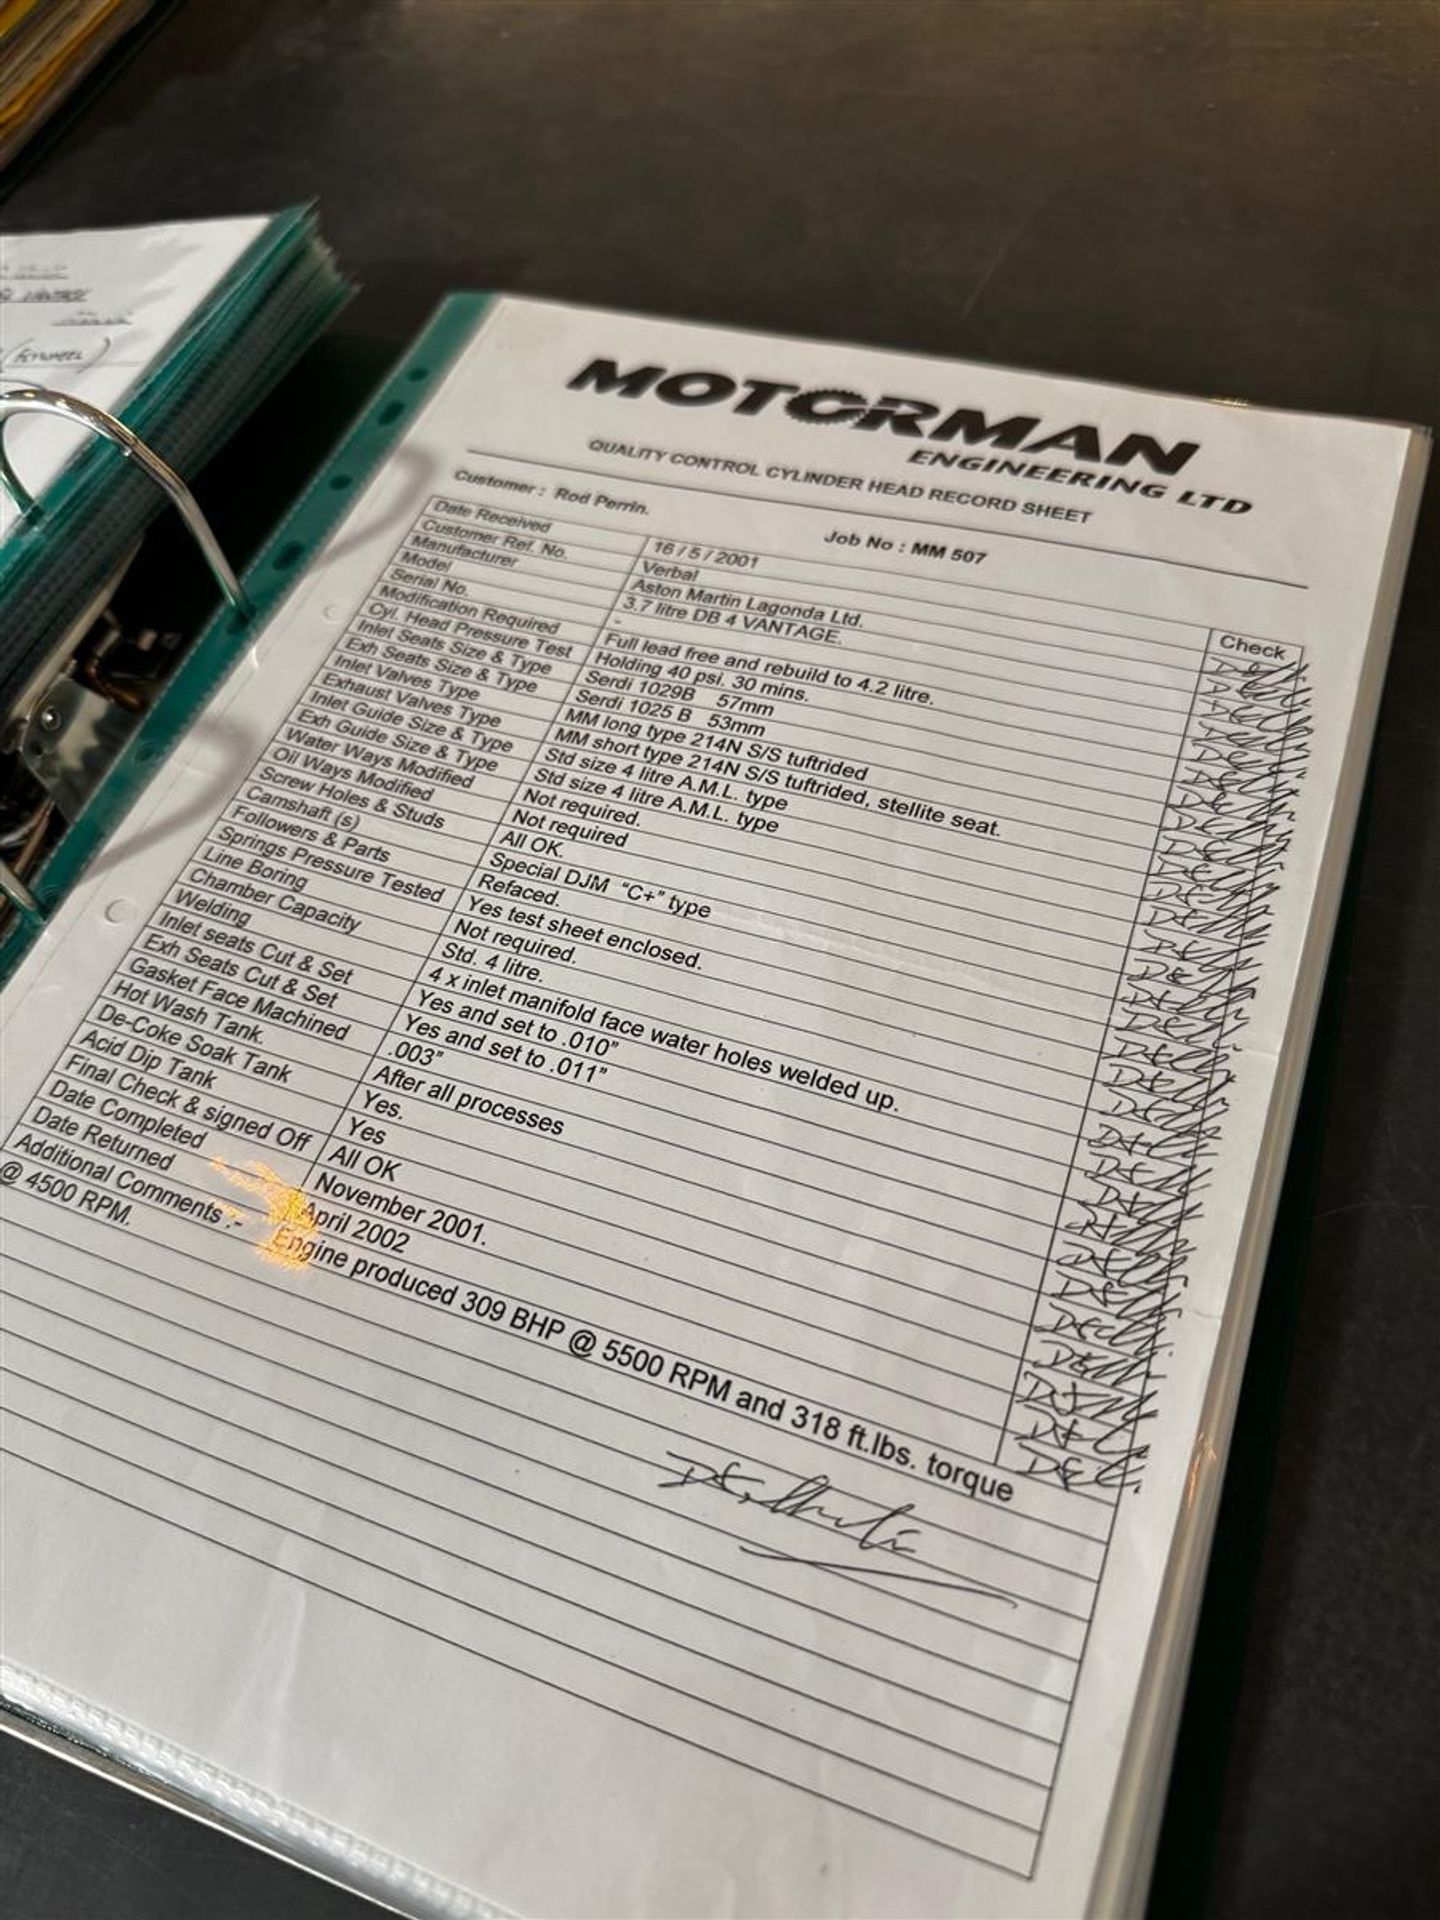 (FLYWHEEL)
MOTORMAN
ENGINEERING LTD
QUALITY CONTROL CYLINDER HEAD RECORD SHEET
Customer : Rod Perrin. Job No : MM 507
Check
Date Received 16 / 5 / 2001
Customer Ref. No. Verbal
Manufacturer Aston Martin Lagonda Ltd.
Model 3.7 litre DB 4 VANTAGE.
Serial No. -
Modification Required Full lead free and rebuild to 4.2 litre.
Cyl. Head Pressure Test Holding 40 psi. 30 mins.
Inlet Seats Size & Type Serdi 1029B 57mm
Exh Seats Size & Type Serdi 1025 B 53mm
Inlet Valves Type MM long type 214N S/S tuftrided
Exhaust Valves Type MM short type 214N S/S tuftrided, stellite seat.
Inlet Guide Size & Type Std size 4 litre A.M.L. type
Exh Guide Size & Type Std size 4 litre A.M.L. type
Water Ways Modified Not required.
Oil Ways Modified Not required
Screw Holes & Studs All OK.
Camshaft (s) Special DJM "C+" type
Followers & Parts Refaced.
Springs Pressure Tested Yes test sheet enclosed.
Line Boring Not required.
Chamber Capacity Std. 4 litre.
Welding 4 x inlet manifold face water holes welded up.
Inlet seats Cut & Set Yes and set to .010"
Exh Seats Cut & Set Yes and set to .011"
Gasket Face Machined .003"
Hot Wash Tank. After all processes
De-Coke Soak Tank Yes.
Acid Dip Tank Yes
Final Check & signed Off All OK
Date Completed November 2001.
Date Returned April 2002
Additional Comments :- Engine produced 309 BHP @ 5500 RPM and 318 ft.lbs. torque
@ 4500 RPM.